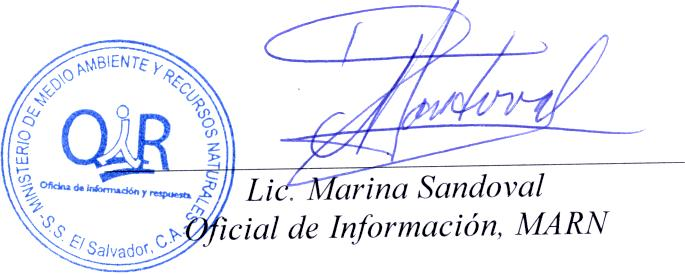 Sandoval
MINISTERIO DE MEDIO AMBIENTE Y RECURSOS NATURALES
OIR
Oficina de información y respuesta
S.S. El Salvador, C.A.
Lic. Marina Sandoval
Oficial de Información, MARN